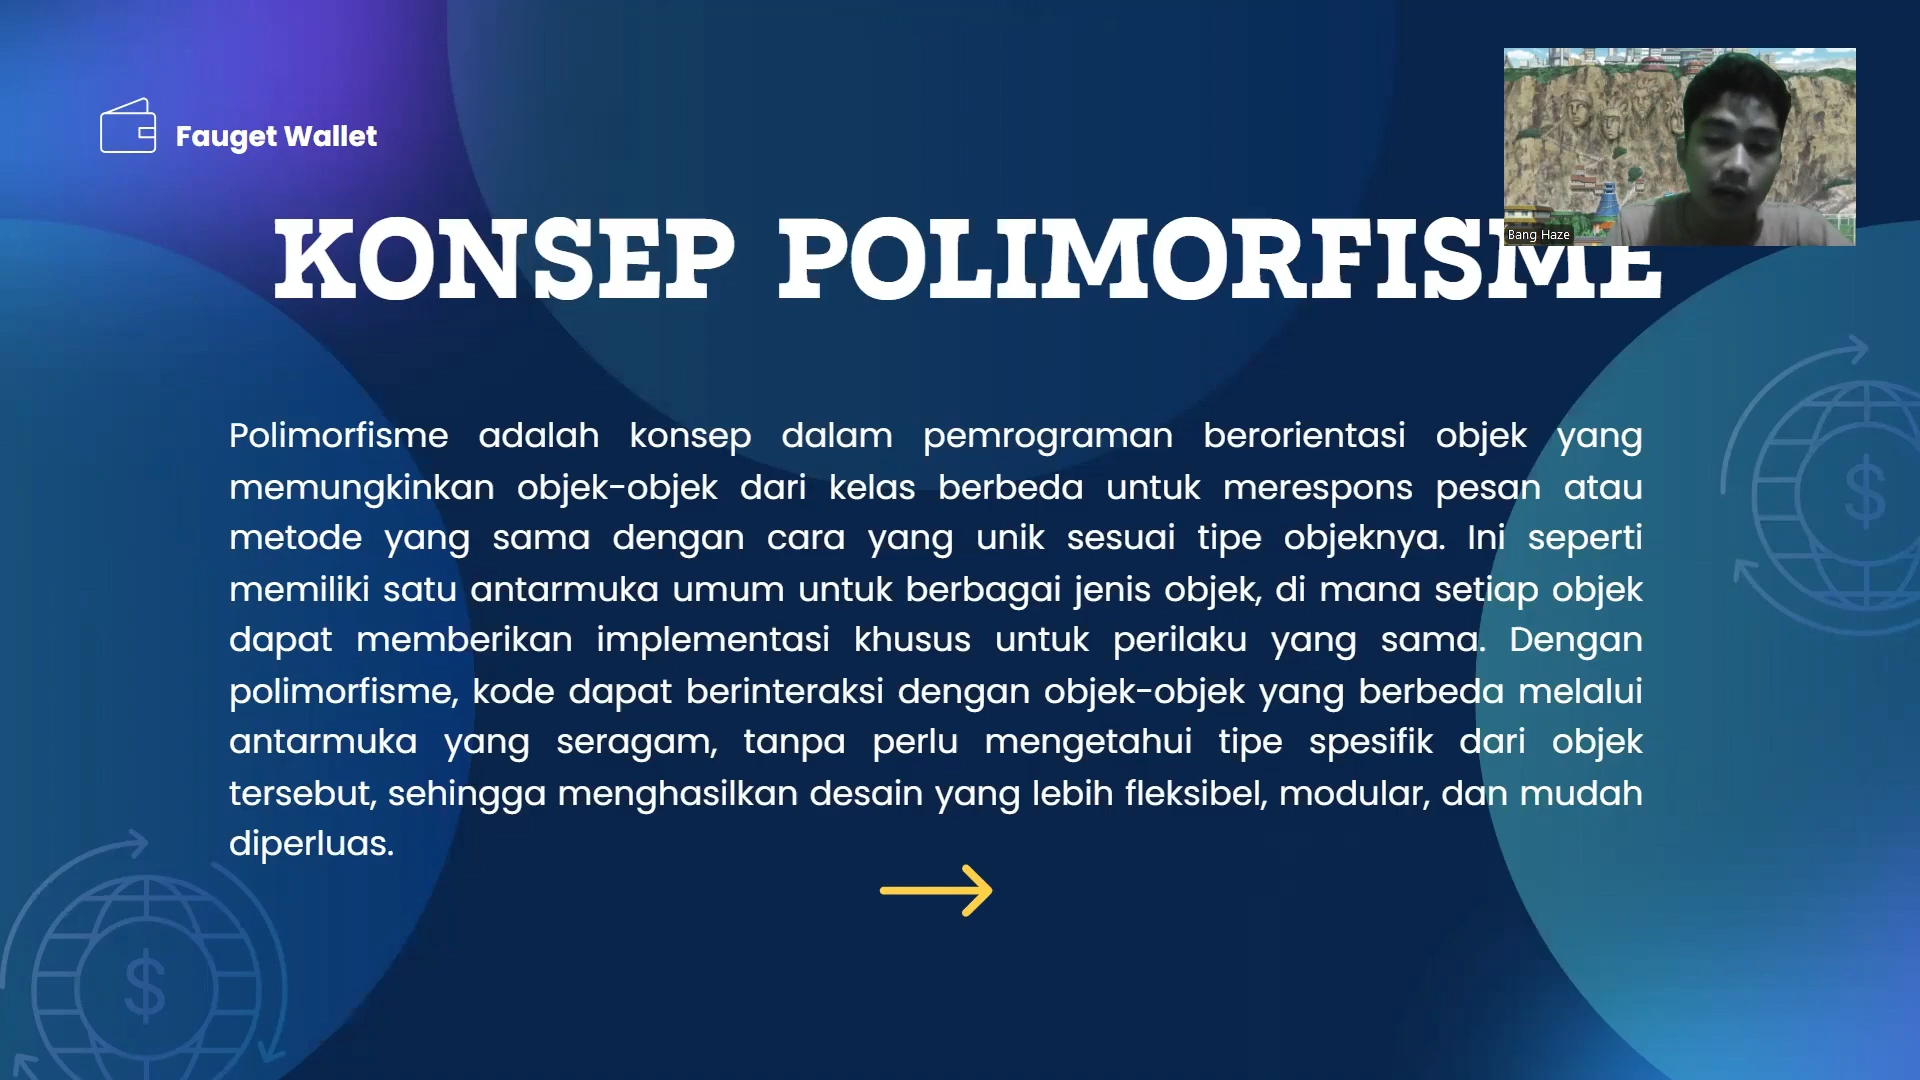 Fauget Wallet
KONSEP POLIMORFISME
Bang Haze
Polimorfisme adalah konsep dalam pemrograman berorientasi objek yang
memungkinkan objek-objek dari kelas berbeda untuk merespons pesan atau
metode yang sama dengan cara yang unik sesuai tipe objeknya. Ini seperti
memiliki satu antarmuka umum untuk berbagai jenis objek, di mana setiap objek
dapat memberikan implementasi khusus untuk perilaku yang sama. Dengan
polimorfisme, kode dapat berinteraksi dengan objek-objek yang berbeda melalui
antarmuka yang seragam, tanpa perlu mengetahui tipe spesifik dari objek
tersebut, sehingga menghasilkan desain yang lebih fleksibel, modular, dan mudah
diperluas.
$
$